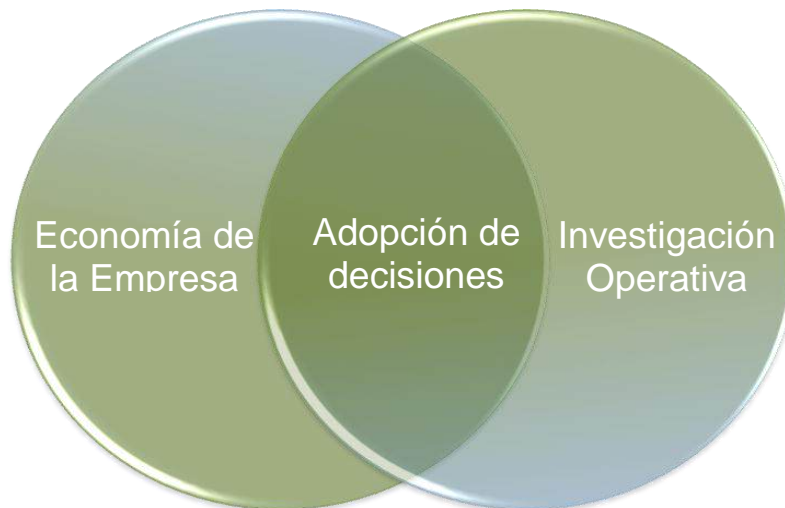 Economía de
la Empresa
Adopción de
decisiones
Investigación
Operativa